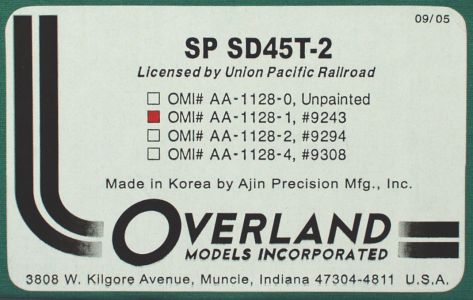 09/05
SP SD45T-2
Licensed by Union Pacific Railroad
OMI# AA-1128-0, Unpainted
OMI# AA-1128-1, #9243
OMI# AA-1128-2, #9294
OMI# AA-1128-4, #9308
Made in Korea by Ajin Precision Mfg., Inc.
OVERLAND
MODELS INCORPORATED
3808 W. Kilgore Avenue, Muncie, Indiana 47304-4811 U.S.A.